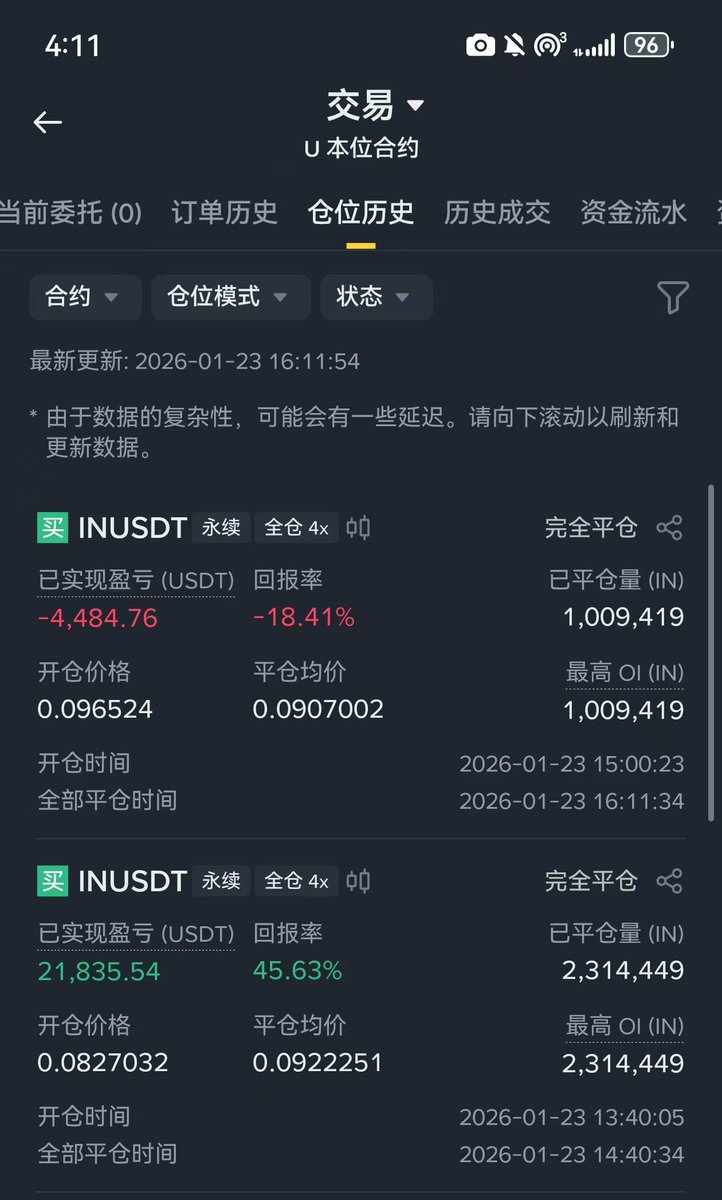 4:11
3
96
交易
U 本位合约
当前委托 (0) 订单历史 仓位历史 历史成交 资金流水
合约 仓位模式 状态
最新更新: 2026-01-23 16:11:54
* 由于数据的复杂性，可能会有一些延迟。请向下滚动以刷新和
更新数据。
买 INUSDT 永续 全仓 4x 完全平仓
已实现盈亏 (USDT) 回报率 已平仓量 (IN)
-4,484.76 -18.41% 1,009,419
开仓价格 平仓均价 最高 OI (IN)
0.096524 0.0907002 1,009,419
开仓时间 2026-01-23 15:00:23
全部平仓时间 2026-01-23 16:11:34
买 INUSDT 永续 全仓 4x 完全平仓
已实现盈亏 (USDT) 回报率 已平仓量 (IN)
21,835.54 45.63% 2,314,449
开仓价格 平仓均价 最高 OI (IN)
0.0827032 0.0922251 2,314,449
开仓时间 2026-01-23 13:40:05
全部平仓时间 2026-01-23 14:40:34